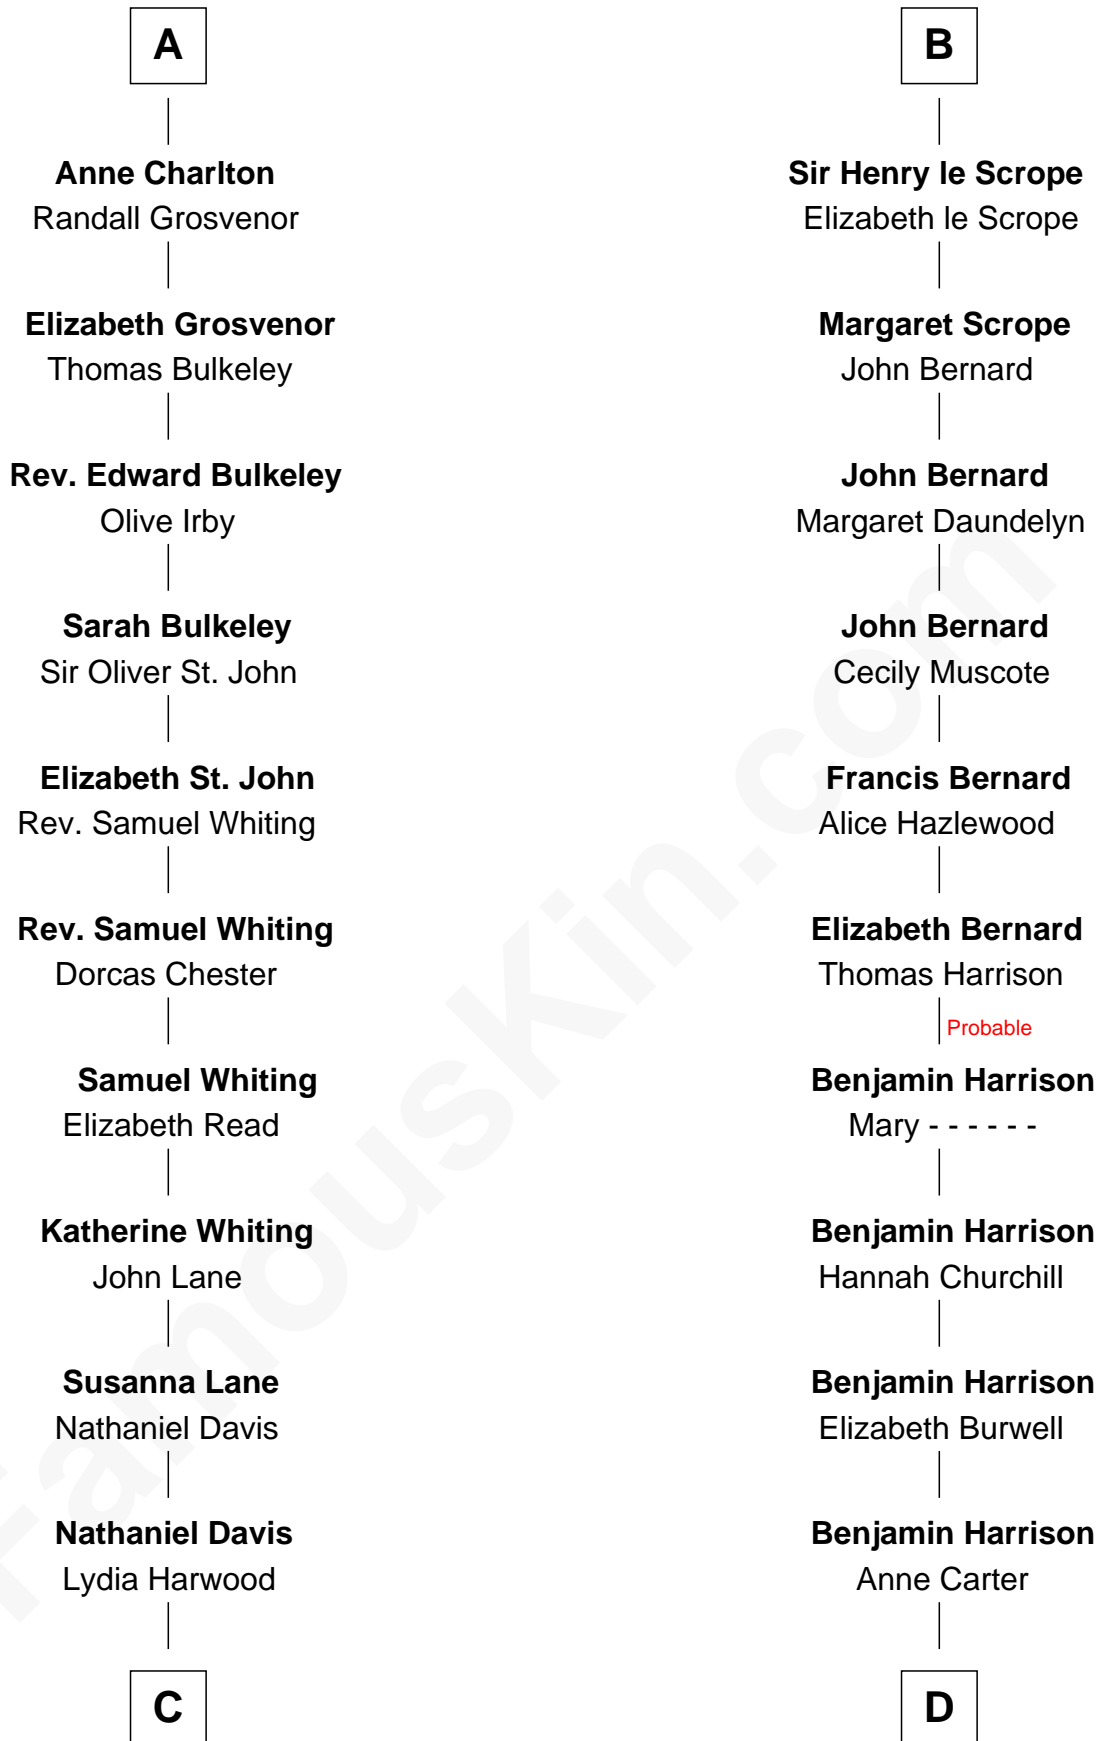 A
Anne Charlton
Randall Grosvenor
Elizabeth Grosvenor
Thomas Bulkeley
Rev. Edward Bulkeley
Olive Irby
Sarah Bulkeley
Sir Oliver St. John
Elizabeth St. John
Rev. Samuel Whiting
Rev. Samuel Whiting
Dorcas Chester
Samuel Whiting
Elizabeth Read
Katherine Whiting
John Lane
Susanna Lane
Nathaniel Davis
Nathaniel Davis
Lydia Harwood
C
B
Sir Henry le Scrope
Elizabeth le Scrope
Margaret Scrope
John Bernard
John Bernard
Margaret Daundelyn
John Bernard
Cecily Muscote
Francis Bernard
Alice Hazlewood
Elizabeth Bernard
Thomas Harrison
Probable
Benjamin Harrison
Mary - - - - - -
Benjamin Harrison
Hannah Churchill
Benjamin Harrison
Elizabeth Burwell
Benjamin Harrison
Anne Carter
D
FamousKin.com